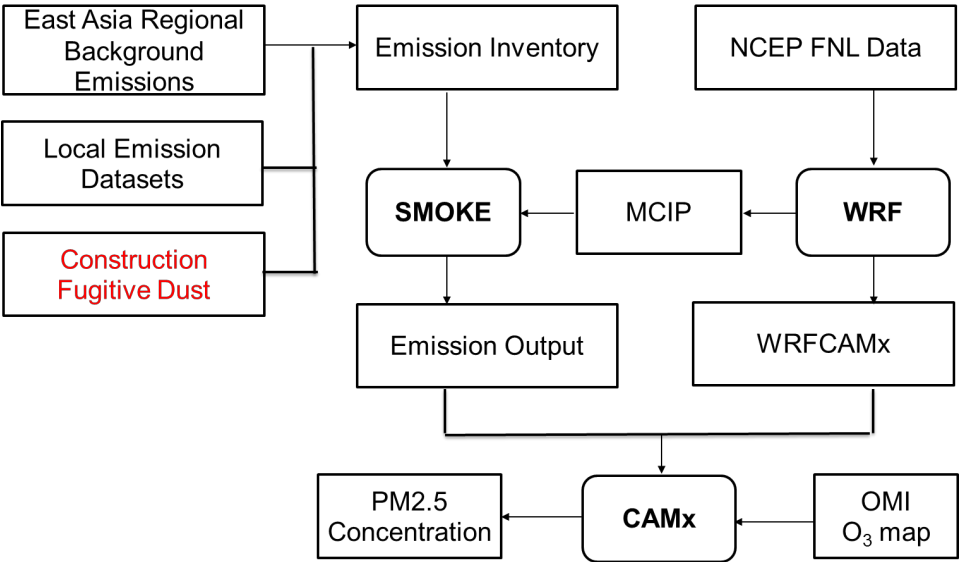 East Asia Regional
Background
Emissions
Emission Inventory
NCEP FNL Data
Local Emission
Datasets
SMOKE
MCIP
WRF
Construction
Fugitive Dust
Emission Output
WRFCAMx
PM2.5
Concentration
CAMx
OMI
O₃ map